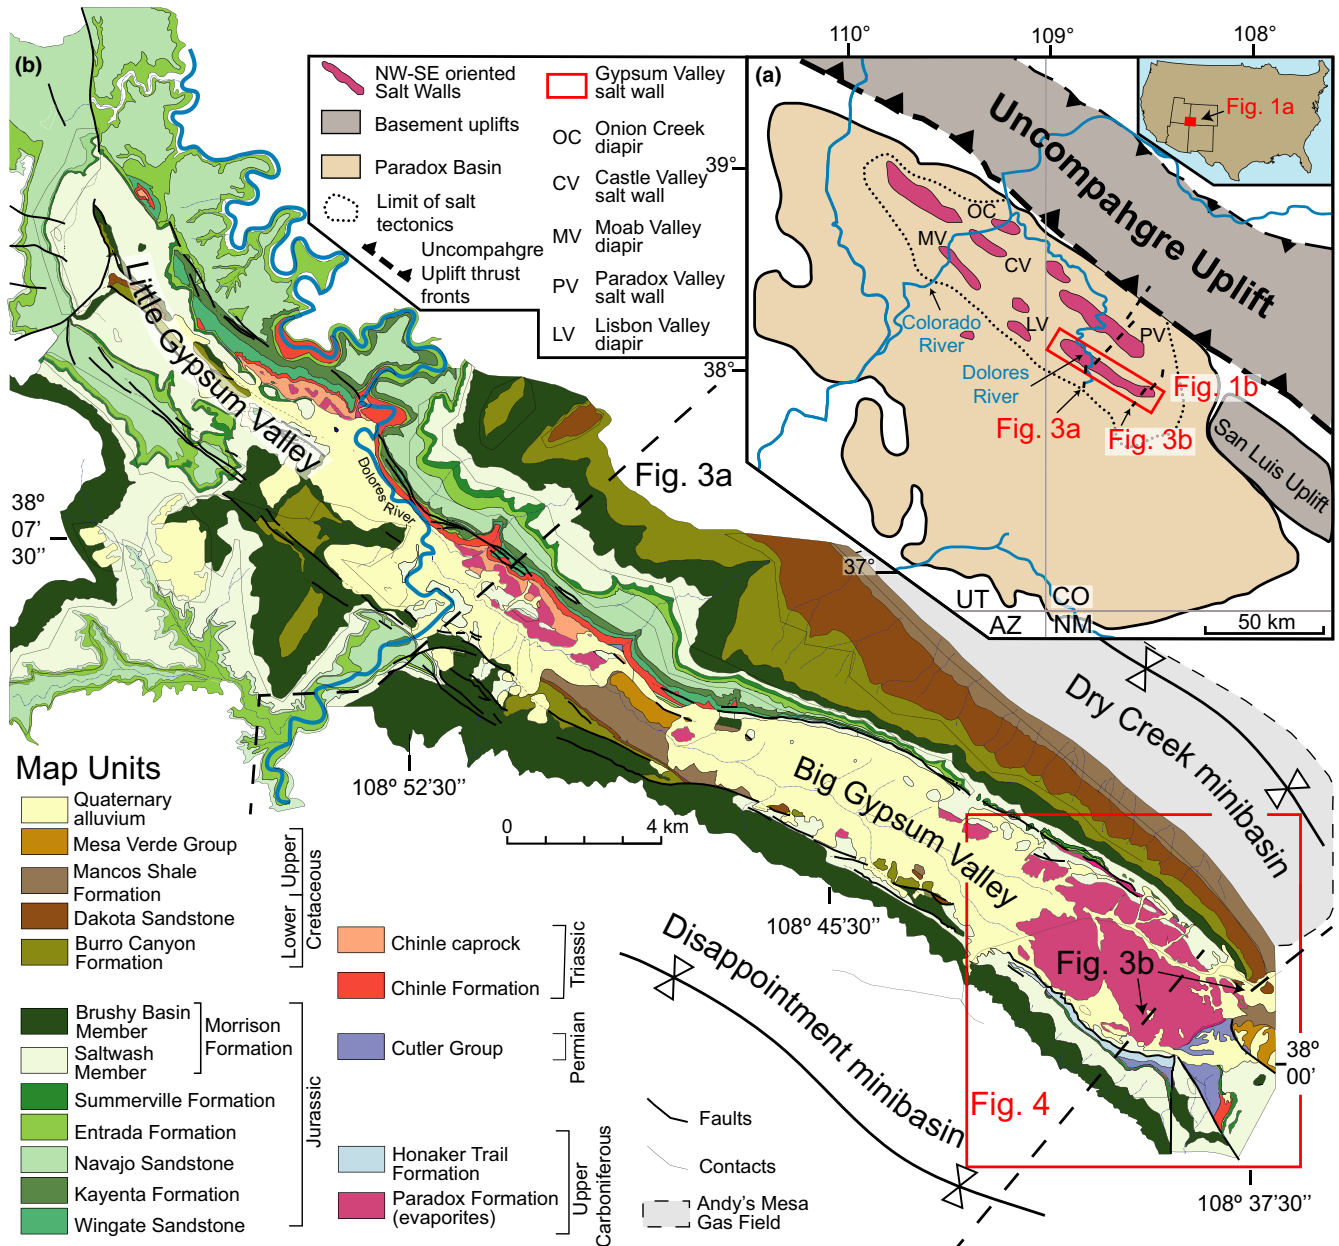 (b)
NW-SE oriented
Salt Walls
Basement uplifts
Paradox Basin
Limit of salt
tectonics
Uncompahgre
Uplift thrust
fronts
Gypsum Valley
salt wall
OC
Onion Creek
diapir
CV
Castle Valley
salt wall
MV
Moab Valley
diapir
PV
Paradox Valley
salt wall
LV
Lisbon Valley
diapir
110°
109°
108°
(a)
39°
38°
37°
Uncompahgre Uplift
Fig. 1a
OC
MV
CV
LV
PV
Colorado
River
Dolores
River
Fig. 1b
Fig. 3a
Fig. 3b
San Luis Uplift
UT
CO
AZ
NM
50 km
Little Gypsum Valley
Dolores River
Fig. 3a
38º
07’
30’’
108º 52’30’’
0
4 km
Big Gypsum Valley
Dry Creek minibasin
108º 45’30’’
Disappointment minibasin
Fig. 3b
Fig. 4
38º
00’
108º 37’30’’
Map Units
Quaternary
alluvium
Mesa Verde Group
Mancos Shale
Formation
Dakota Sandstone
Burro Canyon
Formation
Upper
Lower
Cretaceous
Brushy Basin
Member
Saltwash
Member
Morrison
Formation
Summerville Formation
Entrada Formation
Navajo Sandstone
Kayenta Formation
Wingate Sandstone
Jurassic
Chinle caprock
Chinle Formation
Triassic
Cutler Group
Permian
Honaker Trail
Formation
Paradox Formation
(evaporites)
Upper
Carboniferous
Faults
Contacts
Andy’s Mesa
Gas Field